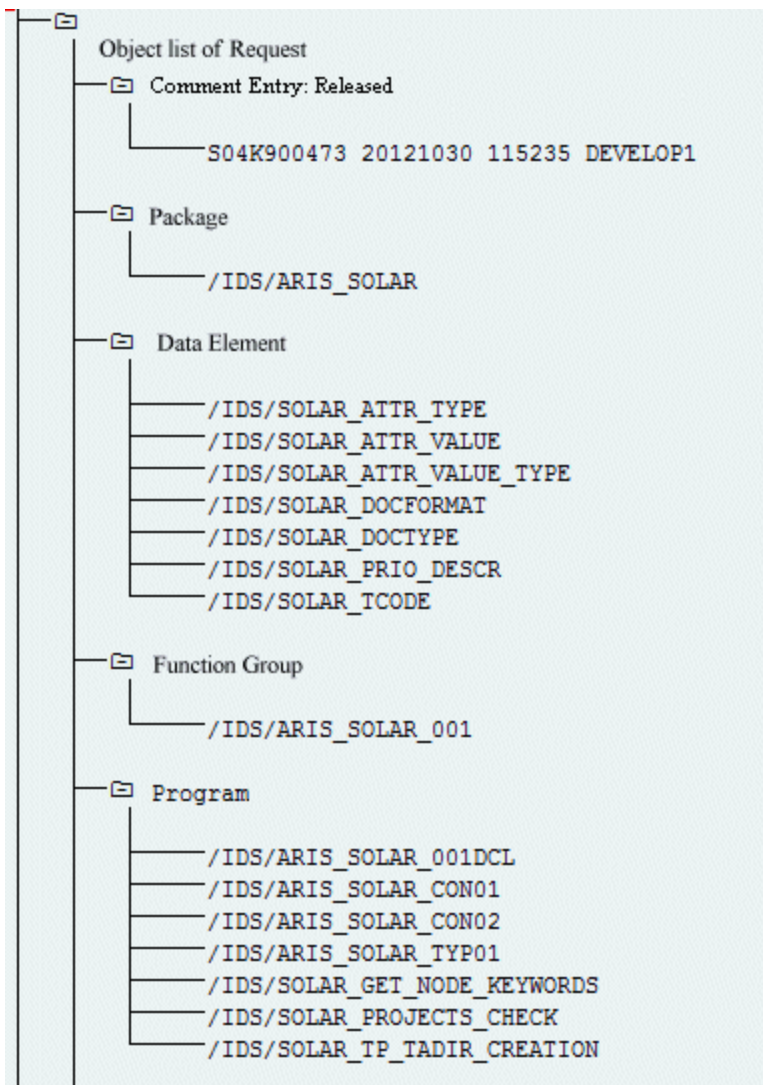 Object list of Request
Comment Entry: Released
S04K900473 20121030 115235 DEVELOP1
Package
/IDS/ARIS_SOLAR
Data Element
/IDS/SOLAR_ATTR_TYPE
/IDS/SOLAR_ATTR_VALUE
/IDS/SOLAR_ATTR_VALUE_TYPE
/IDS/SOLAR_DOCFORMAT
/IDS/SOLAR_DOCTYPE
/IDS/SOLAR_PRIO_DESCR
/IDS/SOLAR_TCODE
Function Group
/IDS/ARIS_SOLAR_001
Program
/IDS/ARIS_SOLAR_001DCL
/IDS/ARIS_SOLAR_CON01
/IDS/ARIS_SOLAR_CON02
/IDS/ARIS_SOLAR_TYP01
/IDS/SOLAR_GET_NODE_KEYWORDS
/IDS/SOLAR_PROJECTS_CHECK
/IDS/SOLAR_TP_TADIR_CREATION